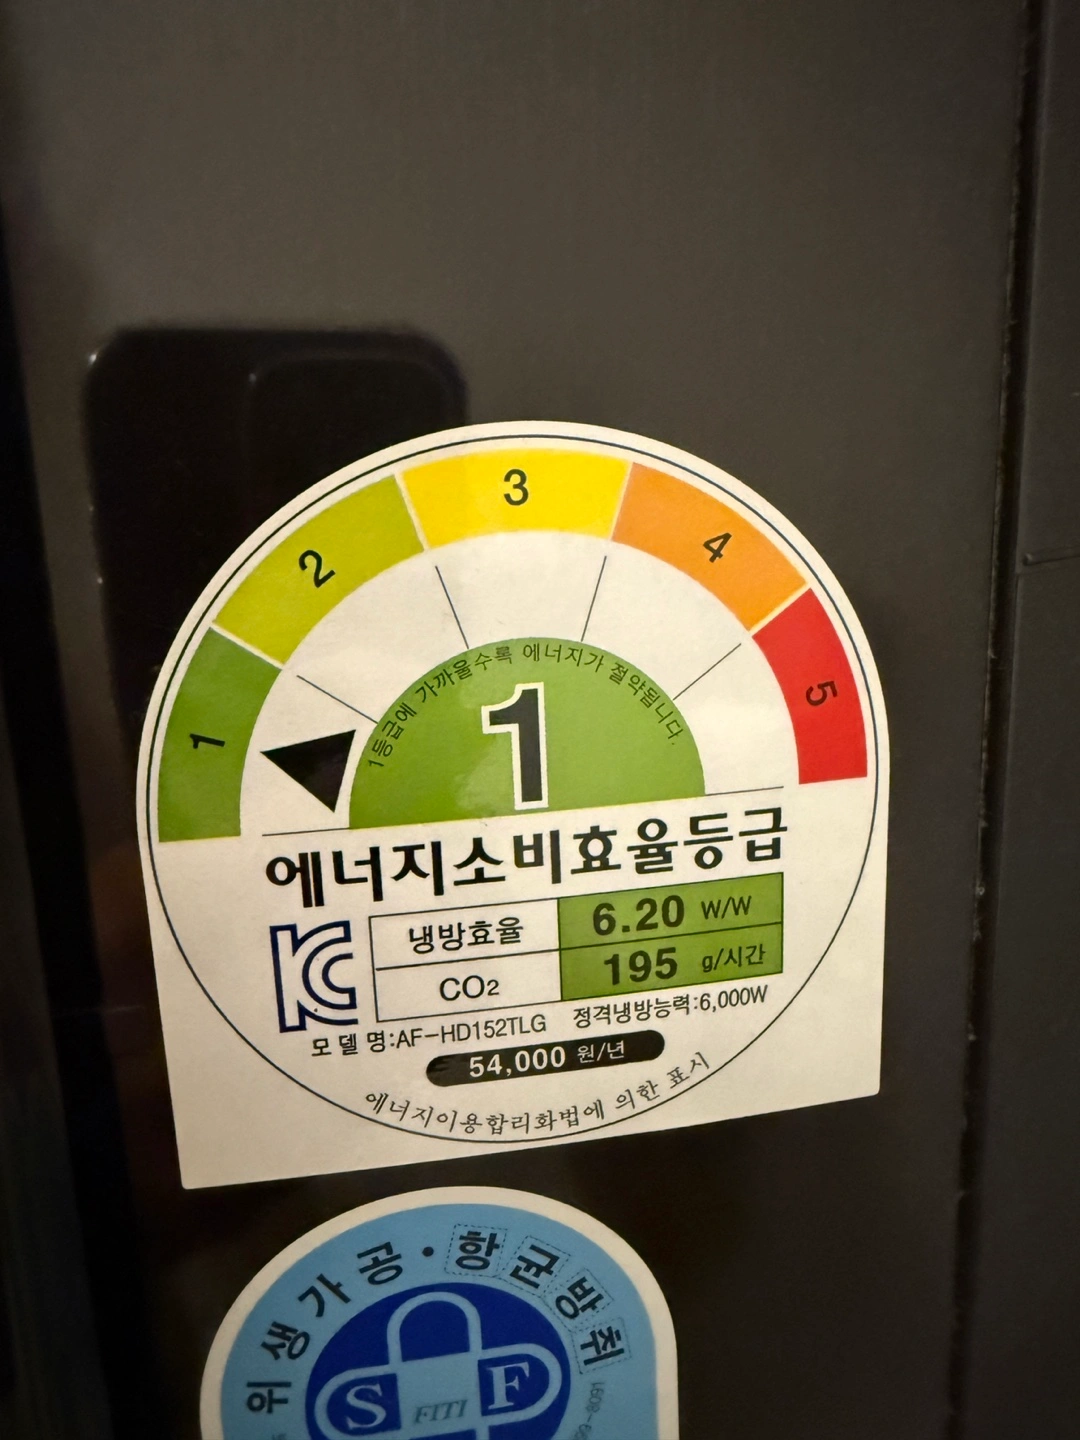 1
2
3
4
5
1등급에 가까울수록 에너지가 절약됩니다.
1
에너지소비효율등급
냉방효율 6.20 W/W
CO2 195 g/시간
모델명:AF-HD152TLG 정격냉방능력:6,000W
54,000 원/년
에너지이용합리화법에 의한 표시
위생가공·항균방취
S FITI F